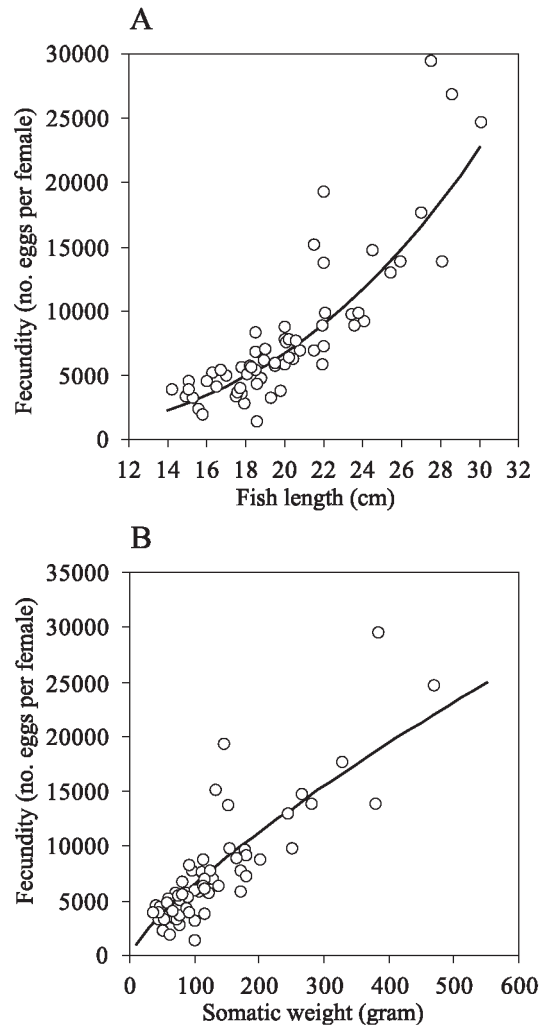 A
Fecundity (no. eggs per female)
30000
25000
20000
15000
10000
5000
0
12 14 16 18 20 22 24 26 28 30 32
Fish length (cm)
B
Fecundity (no. eggs per female)
35000
30000
25000
20000
15000
10000
5000
0
0 100 200 300 400 500 600
Somatic weight (gram)